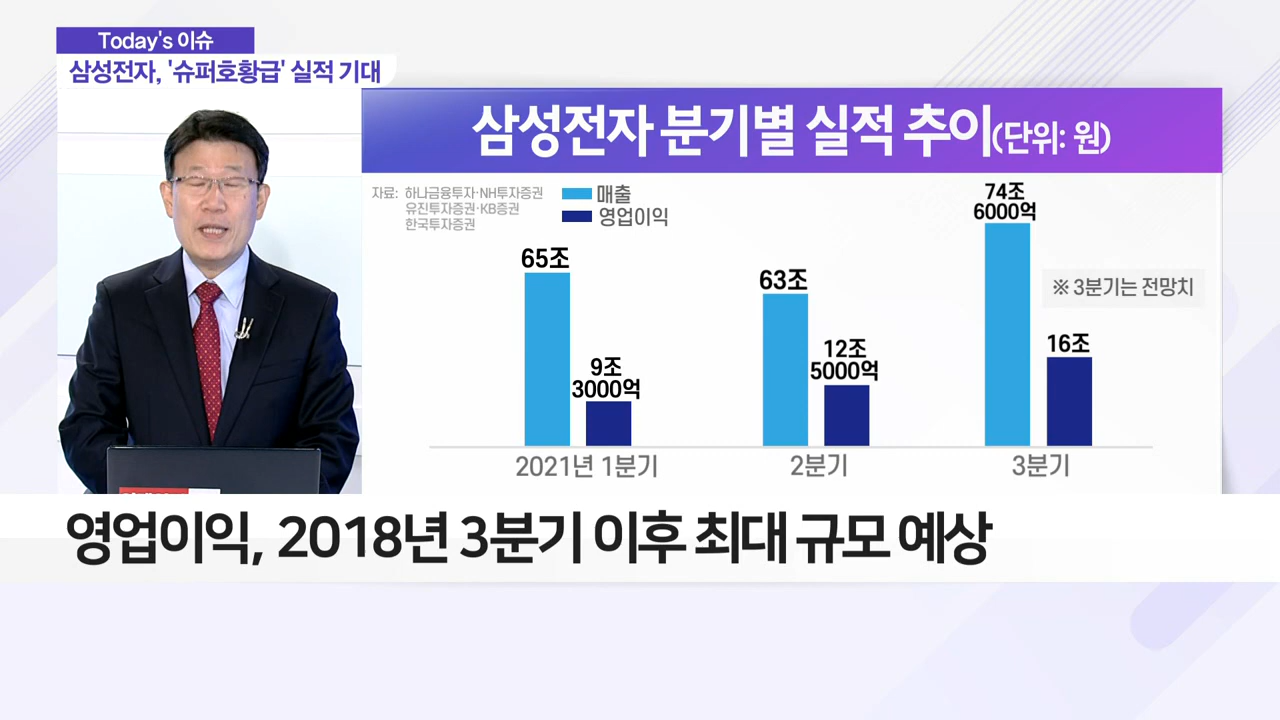 Today's 이슈
삼성전자, '슈퍼호황급' 실적 기대
삼성전자 분기별 실적 추이(단위: 원)
자료: 하나금융투자·NH투자증권
유진투자증권·KB증권
한국투자증권
매출
영업이익
65조
9조
3000억
63조
12조
5000억
74조
6000억
16조
※ 3분기는 전망치
2021년 1분기
2분기
3분기
영업이익, 2018년 3분기 이후 최대 규모 예상